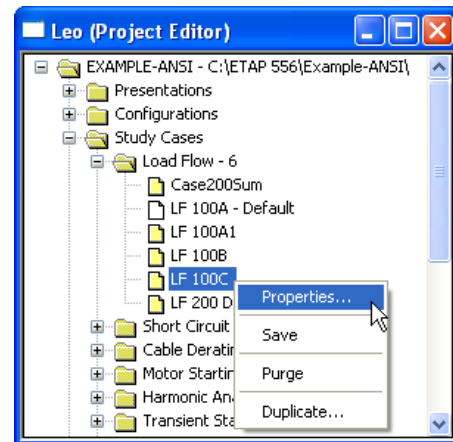 Leo (Project Editor)
EXAMPLE-ANSI - C:\ETAP 556\Example-ANSI\
Presentations
Configurations
Study Cases
Load Flow - 6
Case2005um
LF 100A - Default
LF 100A1
LF 100B
LF 100C
Properties...
LF 200 D
Short Circuit
Save
Cable Deratin
Motor Startin
Purge
Harmonic An
Duplicate...
Transient Sta